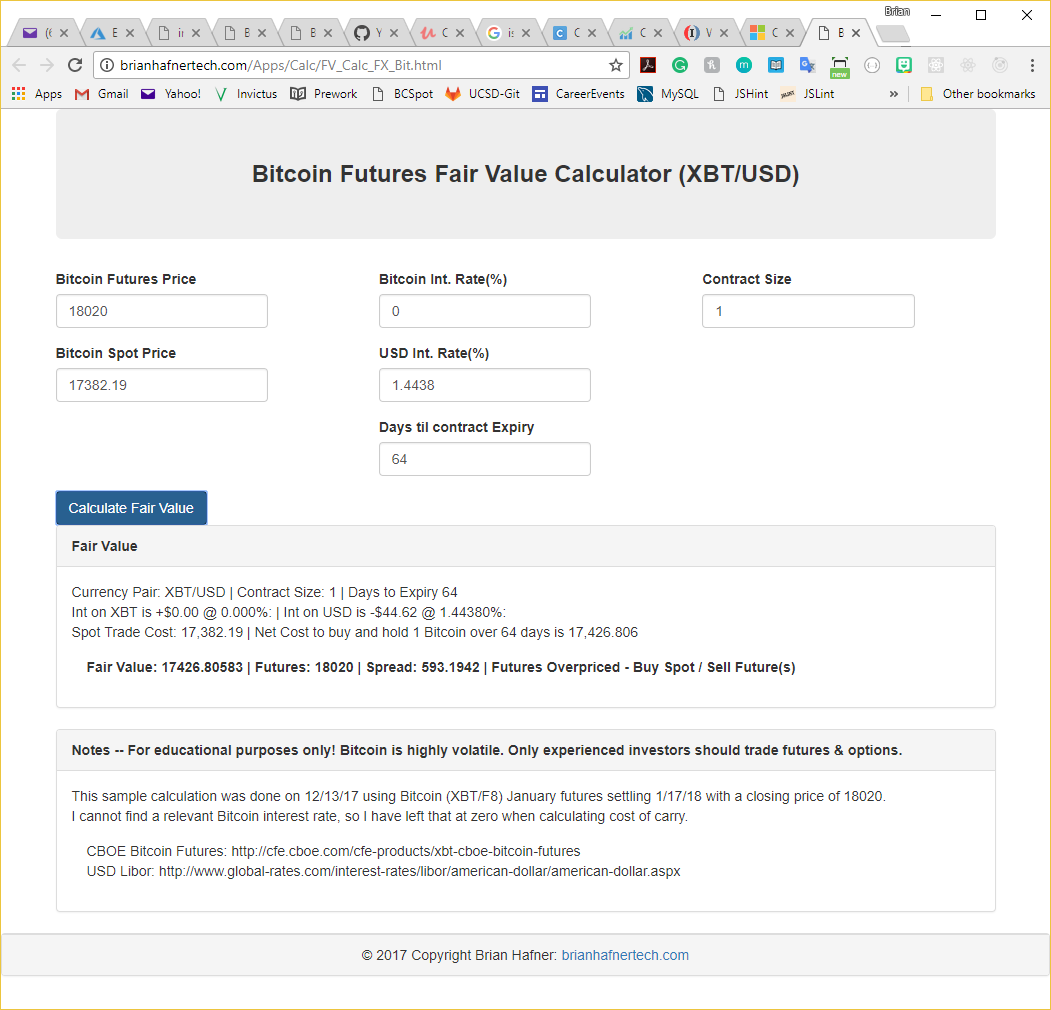 Brian
brianhafnertech.com/Apps/Calc/FV_Calc_FX_Bit.html
new
Apps Gmail Yahoo! Invictus Prework BCSpot UCSD-Git CareerEvents MySQL JSHint JSLint » Other bookmarks
Bitcoin Futures Fair Value Calculator (XBT/USD)
Bitcoin Futures Price Bitcoin Int. Rate(%) Contract Size
18020 0 1
Bitcoin Spot Price USD Int. Rate(%)
17382.19 1.4438
Days til contract Expiry
64
Calculate Fair Value
Fair Value
Currency Pair: XBT/USD | Contract Size: 1 | Days to Expiry 64
Int on XBT is +$0.00 @ 0.000%: | Int on USD is -$44.62 @ 1.44380%:
Spot Trade Cost: 17,382.19 | Net Cost to buy and hold 1 Bitcoin over 64 days is 17,426.806
Fair Value: 17426.80583 | Futures: 18020 | Spread: 593.1942 | Futures Overpriced - Buy Spot / Sell Future(s)
Notes -- For educational purposes only! Bitcoin is highly volatile. Only experienced investors should trade futures & options.
This sample calculation was done on 12/13/17 using Bitcoin (XBT/F8) January futures settling 1/17/18 with a closing price of 18020.
I cannot find a relevant Bitcoin interest rate, so I have left that at zero when calculating cost of carry.
CBOE Bitcoin Futures: http://cfe.cboe.com/cfe-products/xbt-cboe-bitcoin-futures
USD Libor: http://www.global-rates.com/interest-rates/libor/american-dollar/american-dollar.aspx
© 2017 Copyright Brian Hafner: brianhafnertech.com